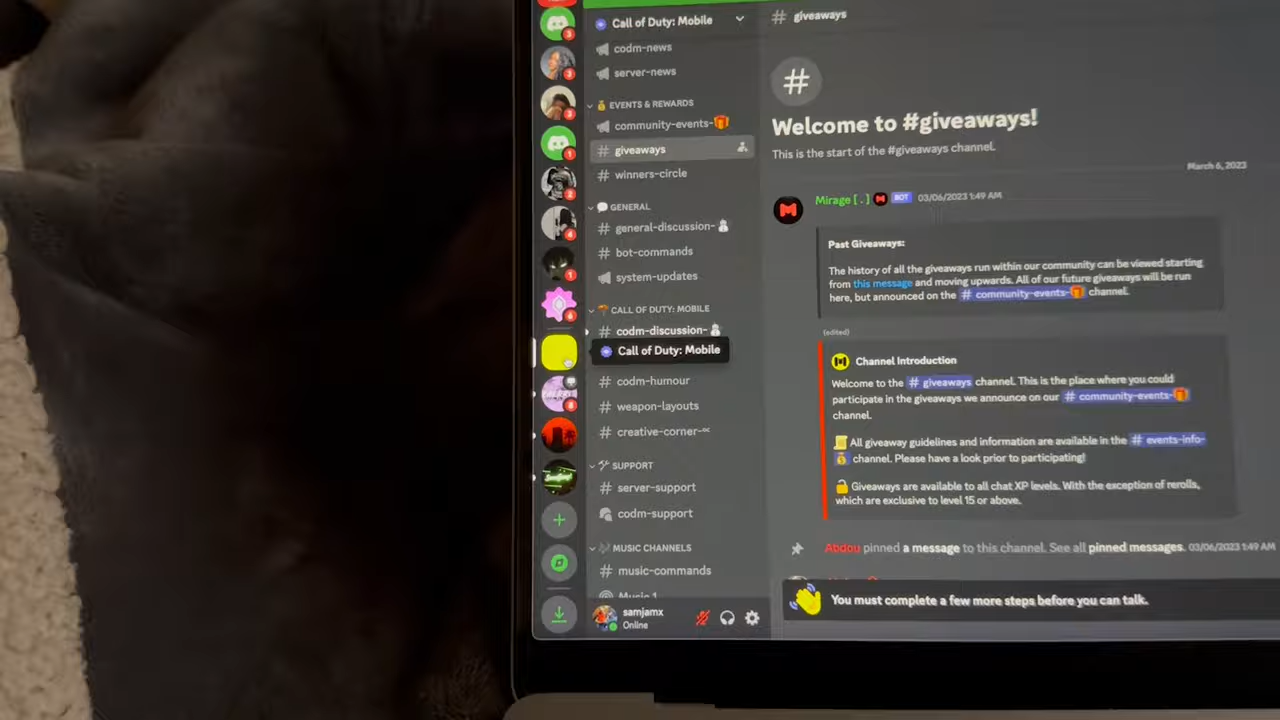 Call of Duty: Mobile
# giveaways
codm-news
server-news
EVENTS & REWARDS
community-events-
# giveaways
# winners-circle
GENERAL
# general-discussion-
# bot-commands
system-updates
CALL OF DUTY: MOBILE
# codm-discussion-
Call of Duty: Mobile
# codm-humour
# weapon-layouts
# creative-corner-
SUPPORT
# server-support
codm-support
MUSIC CHANNELS
# music-commands
Music 1
samjamx
Online
#
Welcome to #giveaways!
This is the start of the #giveaways channel.
March 6, 2023
Mirage [ . ] BOT 03/06/2023 1:49 AM
Past Giveaways:
The history of all the giveaways run within our community can be viewed starting
from this message and moving upwards. All of our future giveaways will be run
here, but announced on the # community-events- channel.
(edited)
Channel Introduction
Welcome to the # giveaways channel. This is the place where you could
participate in the giveaways we announce on our # community-events-
channel.
All giveaway guidelines and information are available in the # events-info-
channel. Please have a look prior to participating!
Giveaways are available to all chat XP levels. With the exception of rerolls,
which are exclusive to level 15 or above.
Abdou pinned a message to this channel. See all pinned messages. 03/06/2023 1:49 AM
You must complete a few more steps before you can talk.